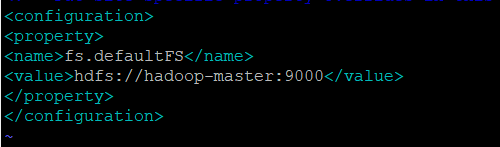 <configuration>
<property>
<name>fs.defaultFS</name>
<value>hdfs://hadoop-master:9000</value>
</property>
</configuration>
~